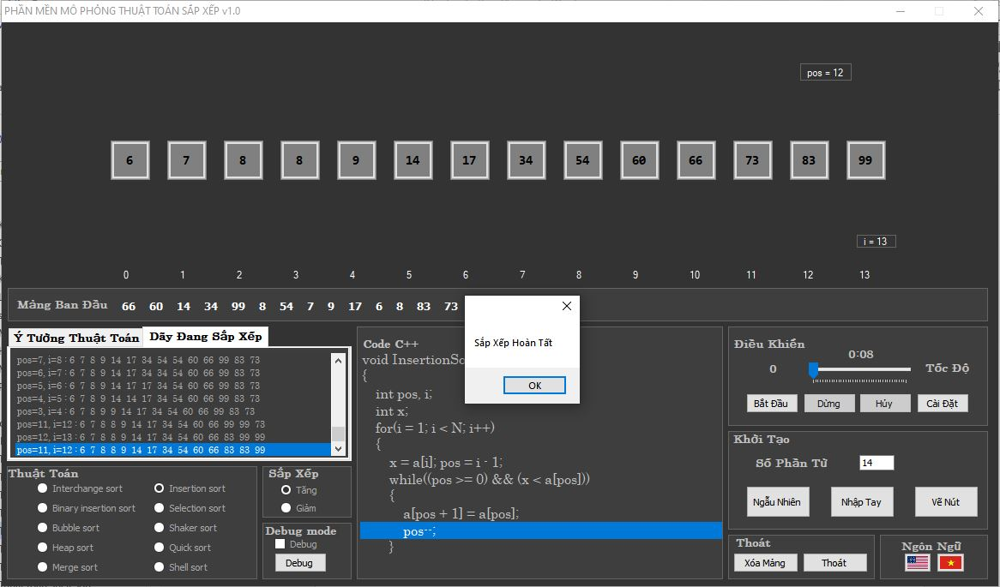 PHẦN MỀN MÔ PHỎNG THUẬT TOÁN SẮP XẾP v1.0
pos = 12
6 7 8 8 9 14 17 34 54 60 66 73 83 99
i = 13
0 1 2 3 4 5 6 7 8 9 10 11 12 13
Mảng Ban Đầu 66 60 14 34 99 8 54 7 9 17 6 8 83 73
Ý Tưởng Thuật Toán Dãy Đang Sắp Xếp
pos=7, i=8 : 6 7 8 9 14 17 34 54 54 60 66 99 83 73
pos=6, i=7 : 6 7 8 9 14 17 34 34 54 60 66 99 83 73
pos=5, i=6 : 6 7 8 9 14 17 17 34 54 60 66 99 83 73
pos=4, i=5 : 6 7 8 9 14 14 17 34 54 60 66 99 83 73
pos=3, i=4 : 6 7 8 9 9 14 17 34 54 60 66 99 83 73
pos=11, i=12 : 6 7 8 8 9 14 17 34 54 60 66 99 99 73
pos=12, i=13 : 6 7 8 8 9 14 17 34 54 60 66 83 99 99
pos=11, i=12 : 6 7 8 8 9 14 17 34 54 60 66 83 83 99
Thuật Toán
Interchange sort Insertion sort
Binary insertion sort Selection sort
Bubble sort Shaker sort
Heap sort Quick sort
Merge sort Shell sort
Sắp Xếp
Tăng
Giảm
Debug mode
Debug
Debug
Code C++
void InsertionSo
{
int pos, i;
int x;
for(i = 1; i < N; i++)
{
x = a[i]; pos = i - 1;
while((pos >= 0) && (x < a[pos]))
{
a[pos + 1] = a[pos];
pos--;
}
Sắp Xếp Hoàn Tất
OK
Điều Khiển
0:08
0 Tốc Độ
Bắt Đầu Dừng Hủy Cài Đặt
Khởi Tạo
Số Phần Tử 14
Ngẫu Nhiên Nhập Tay Vẽ Nút
Thoát
Xóa Mảng Thoát
Ngôn Ngữ